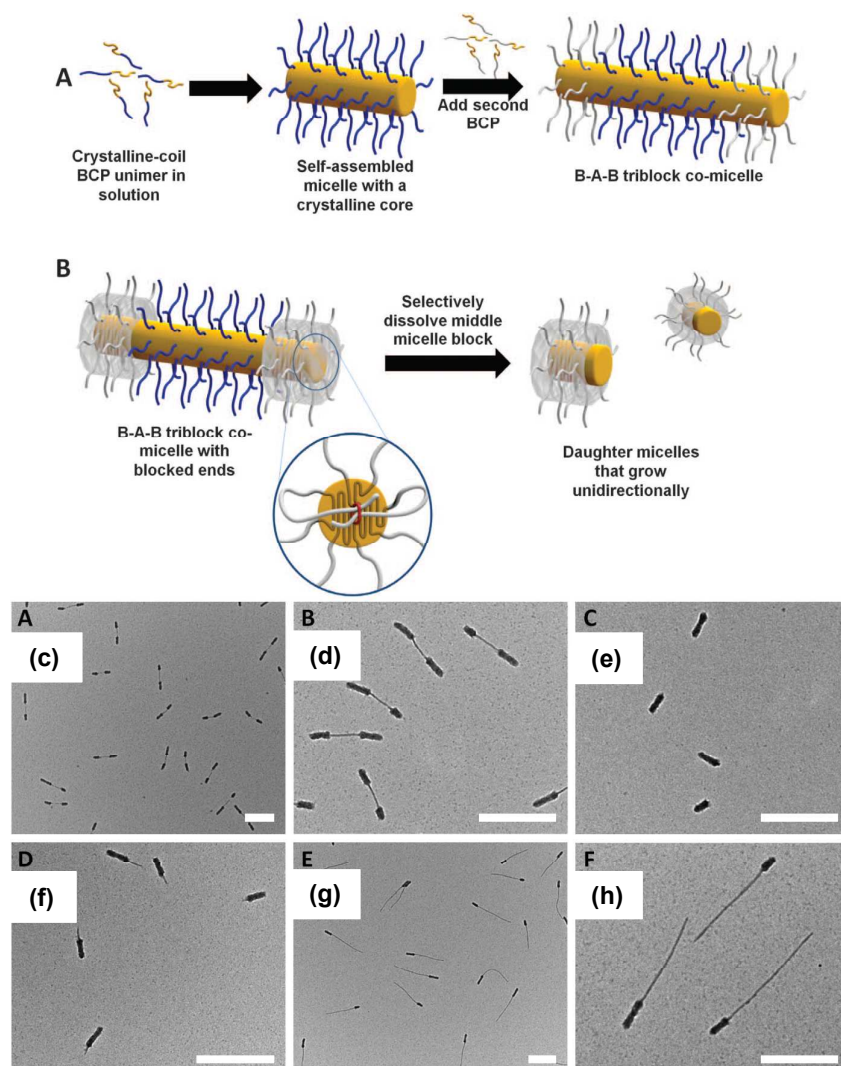 A
Crystalline-coil
BCP unimer in
solution
Self-assembled
micelle with a
crystalline core
Add second
BCP
B-A-B triblock co-micelle
B
B-A-B triblock co-
micelle with
blocked ends
Selectively
dissolve middle
micelle block
Daughter micelles
that grow
unidirectionally
A
(c)
B
(d)
C
(e)
D
(f)
E
(g)
F
(h)